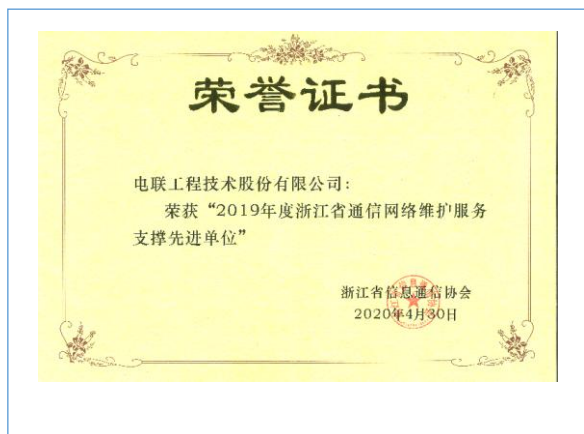 荣誉证书
电联工程技术股份有限公司：
荣获“2019年度浙江省通信网络维护服务
支撑先进单位”
浙江省信息通信协会
2020年4月30日